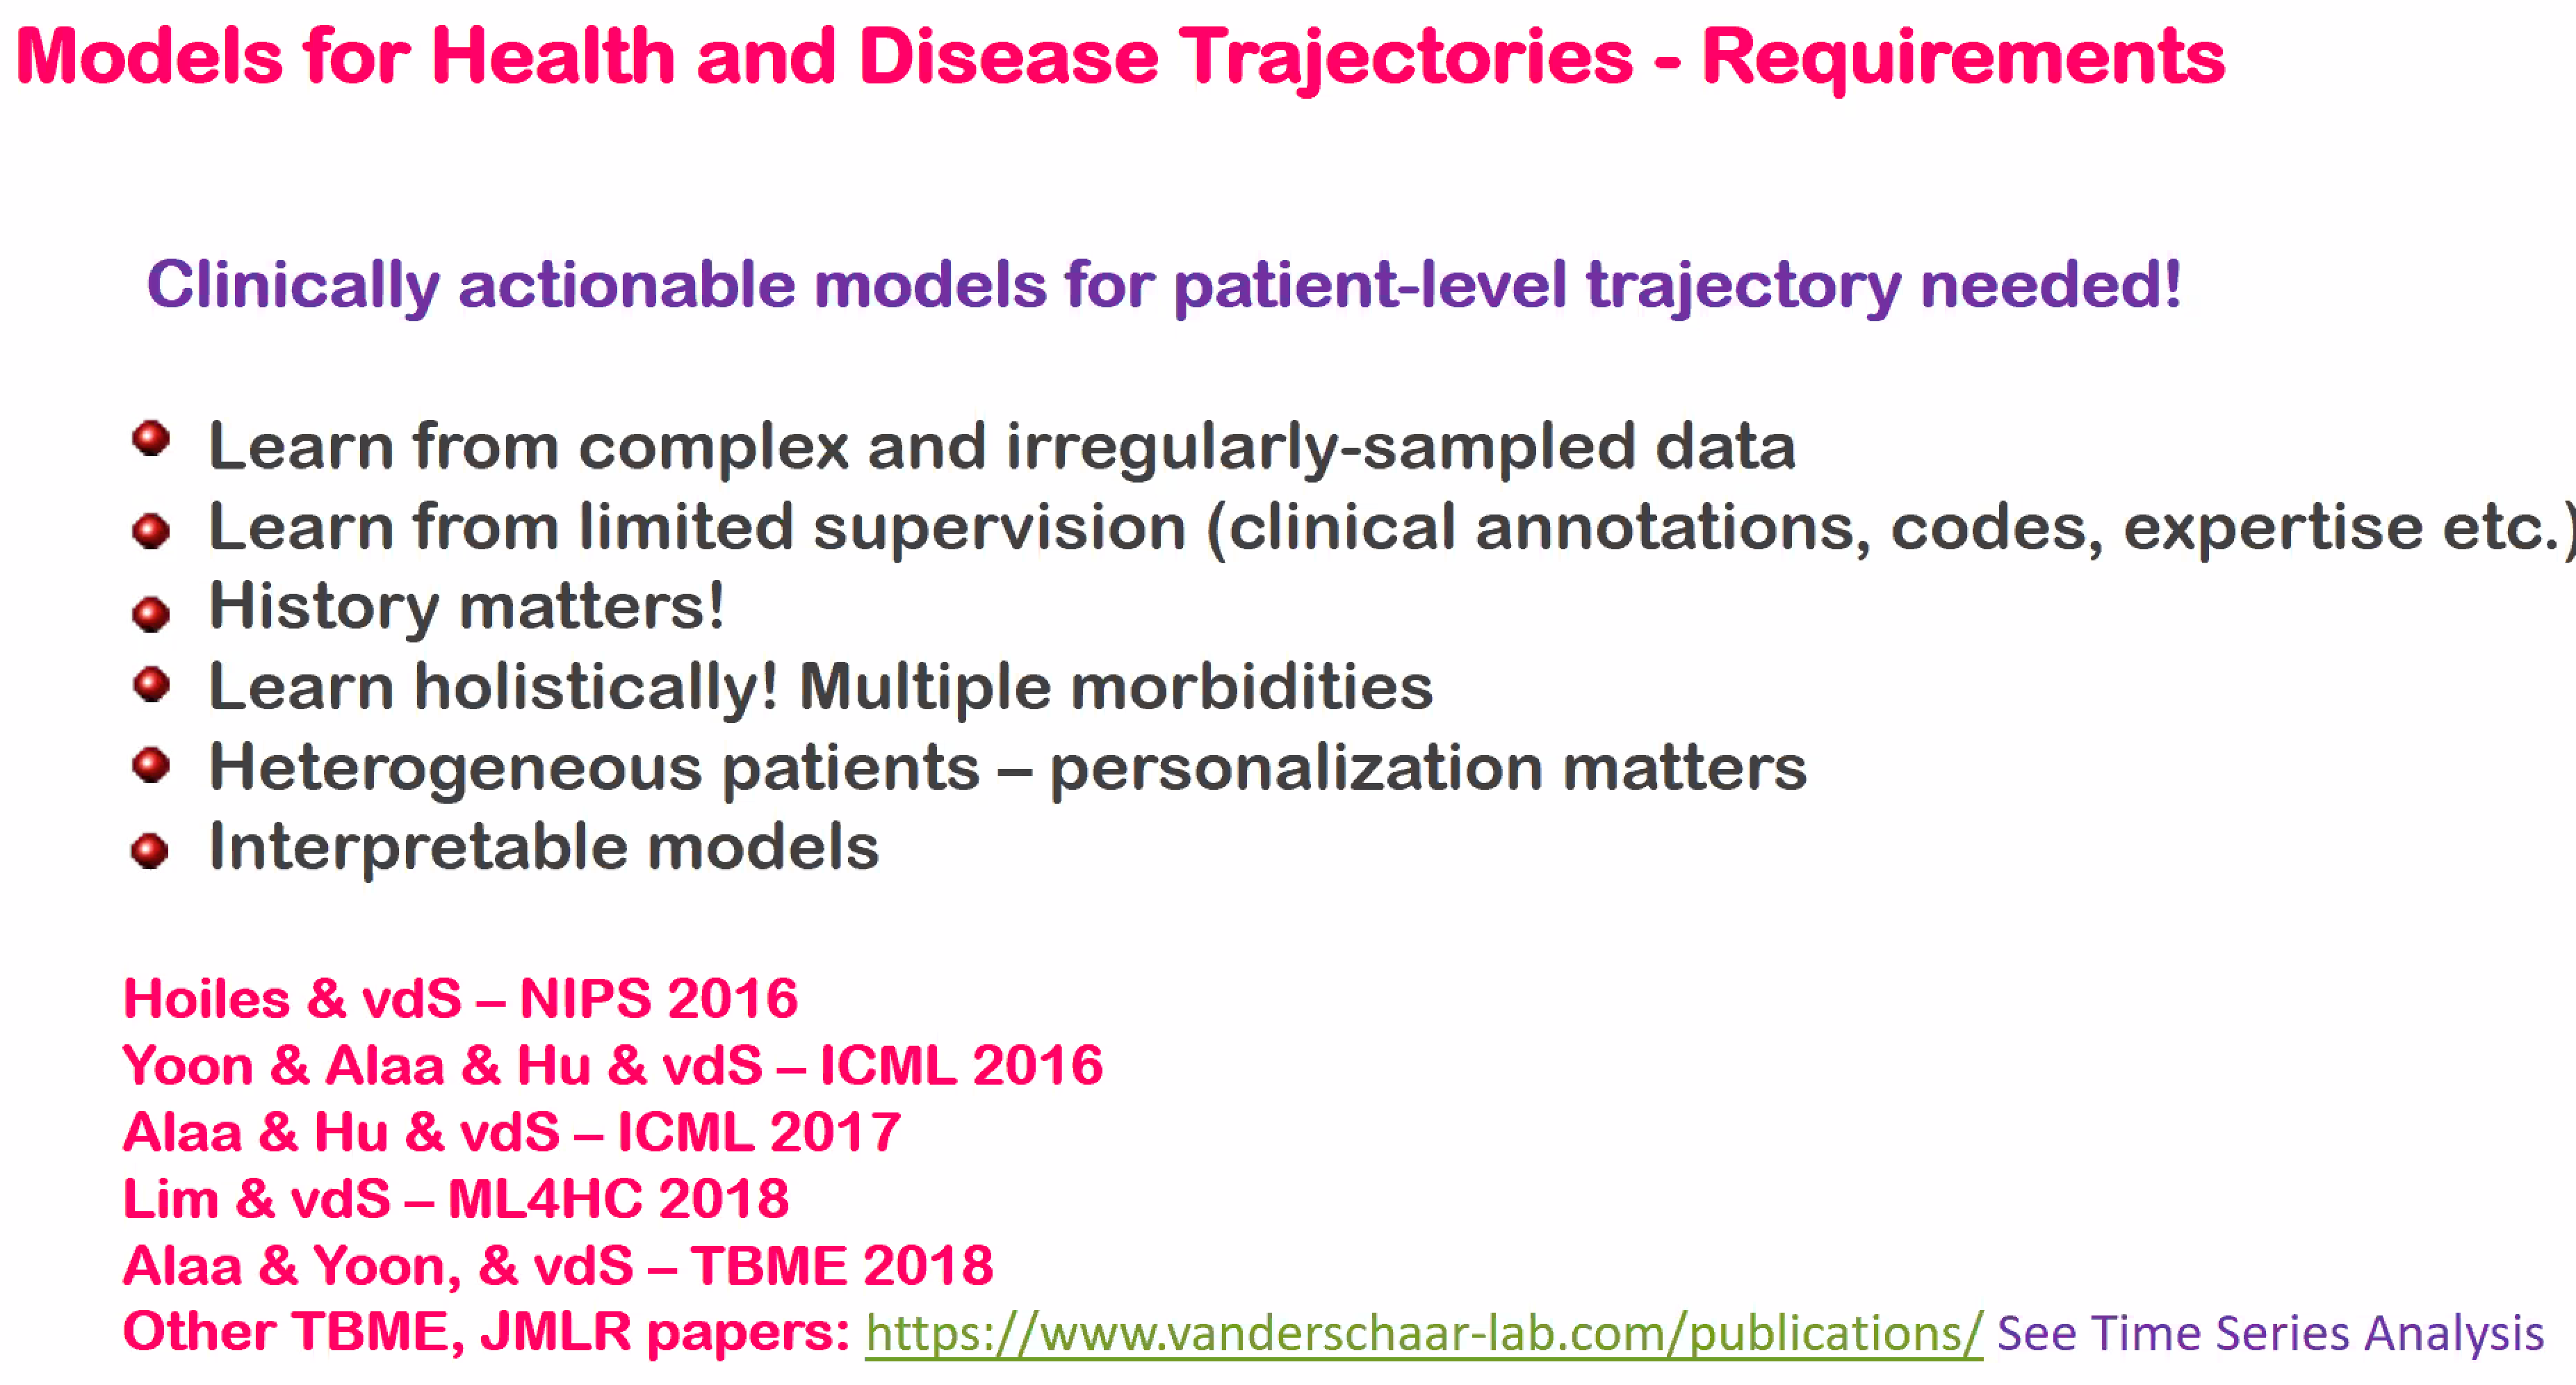 Models for Health and Disease Trajectories - Requirements
Clinically actionable models for patient-level trajectory needed!
Learn from complex and irregularly-sampled data
Learn from limited supervision (clinical annotations, codes, expertise etc.)
History matters!
Learn holistically! Multiple morbidities
Heterogeneous patients – personalization matters
Interpretable models
Hoiles & vdS – NIPS 2016
Yoon & Alaa & Hu & vdS – ICML 2016
Alaa & Hu & vdS – ICML 2017
Lim & vdS – ML4HC 2018
Alaa & Yoon, & vdS – TBME 2018
Other TBME, JMLR papers: https://www.vanderschaar-lab.com/publications/ See Time Series Analysis